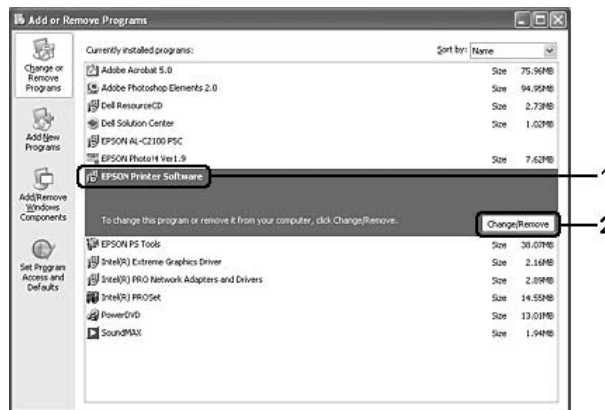 Add or Remove Programs
Currently installed programs:
Sort by: Name
Change or
Remove
Programs
Add New
Programs
Add/Remove
Windows
Components
Set Program
Access and
Defaults
Adobe Acrobat 5.0 Size 75.96MB
Adobe Photoshop Elements 2.0 Size 94.95MB
Dell ResourceCD Size 2.73MB
Dell Solution Center Size 1.02MB
EPSON AL-C2100 PSC
EPSON PhotoH Ver1.9 Size 7.62MB
EPSON Printer Software
1
To change this program or remove it from your computer, click Change/Remove.
Change/Remove
2
EPSON PS Tools Size 38.07MB
Intel(R) Extreme Graphics Driver Size 2.16MB
Intel(R) PRO Network Adapters and Drivers Size 2.89MB
Intel(R) PROSet Size 14.55MB
PowerDVD Size 13.01MB
SoundMAX Size 1.94MB